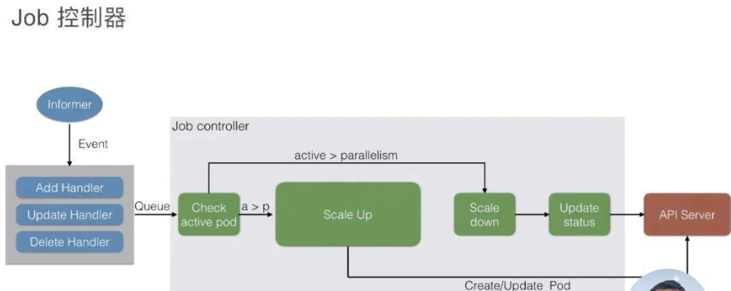 Job 控制器
Informer
Event
Add Handler
Update Handler
Delete Handler
Queue
Job controller
active > parallelism
Check
active pod
a > p
Scale Up
Scale
down
Update
status
API Server
Create/Update Pod